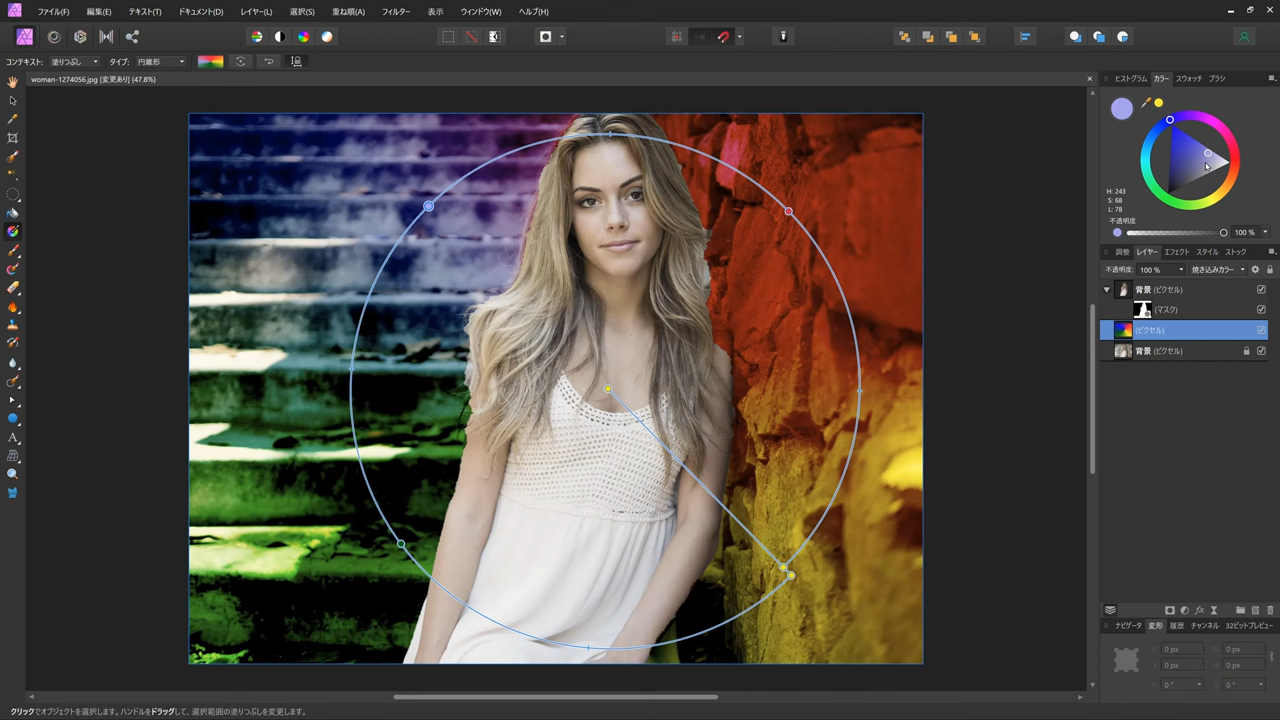 ファイル(F) 編集(E) テキスト(T) ドキュメント(D) レイヤー(L) 選択(S) 重ね順(A) フィルター 表示 ウィンドウ(W) ヘルプ(H)
コンテキスト: 塗りつぶし タイプ: 円錐形
woman-1274056.jpg [変更あり] (47.8%)
ヒストグラム カラー スウォッチ ブラシ
H: 243
S: 68
L: 78
不透明度
100 %
調整 レイヤー エフェクト スタイル ストック
不透明度: 100 % 焼き込みカラー
背景 (ピクセル)
(マスク)
(ピクセル)
背景 (ピクセル)
ナビゲータ 変形 履歴 チャンネル 32ビットプレビュー
X: 0 px W: 0 px
Y: 0 px H: 0 px
R: 0 ° S: 0 °
クリックでオブジェクトを選択します。ハンドルをドラッグして、選択範囲の塗りつぶしを変更します。